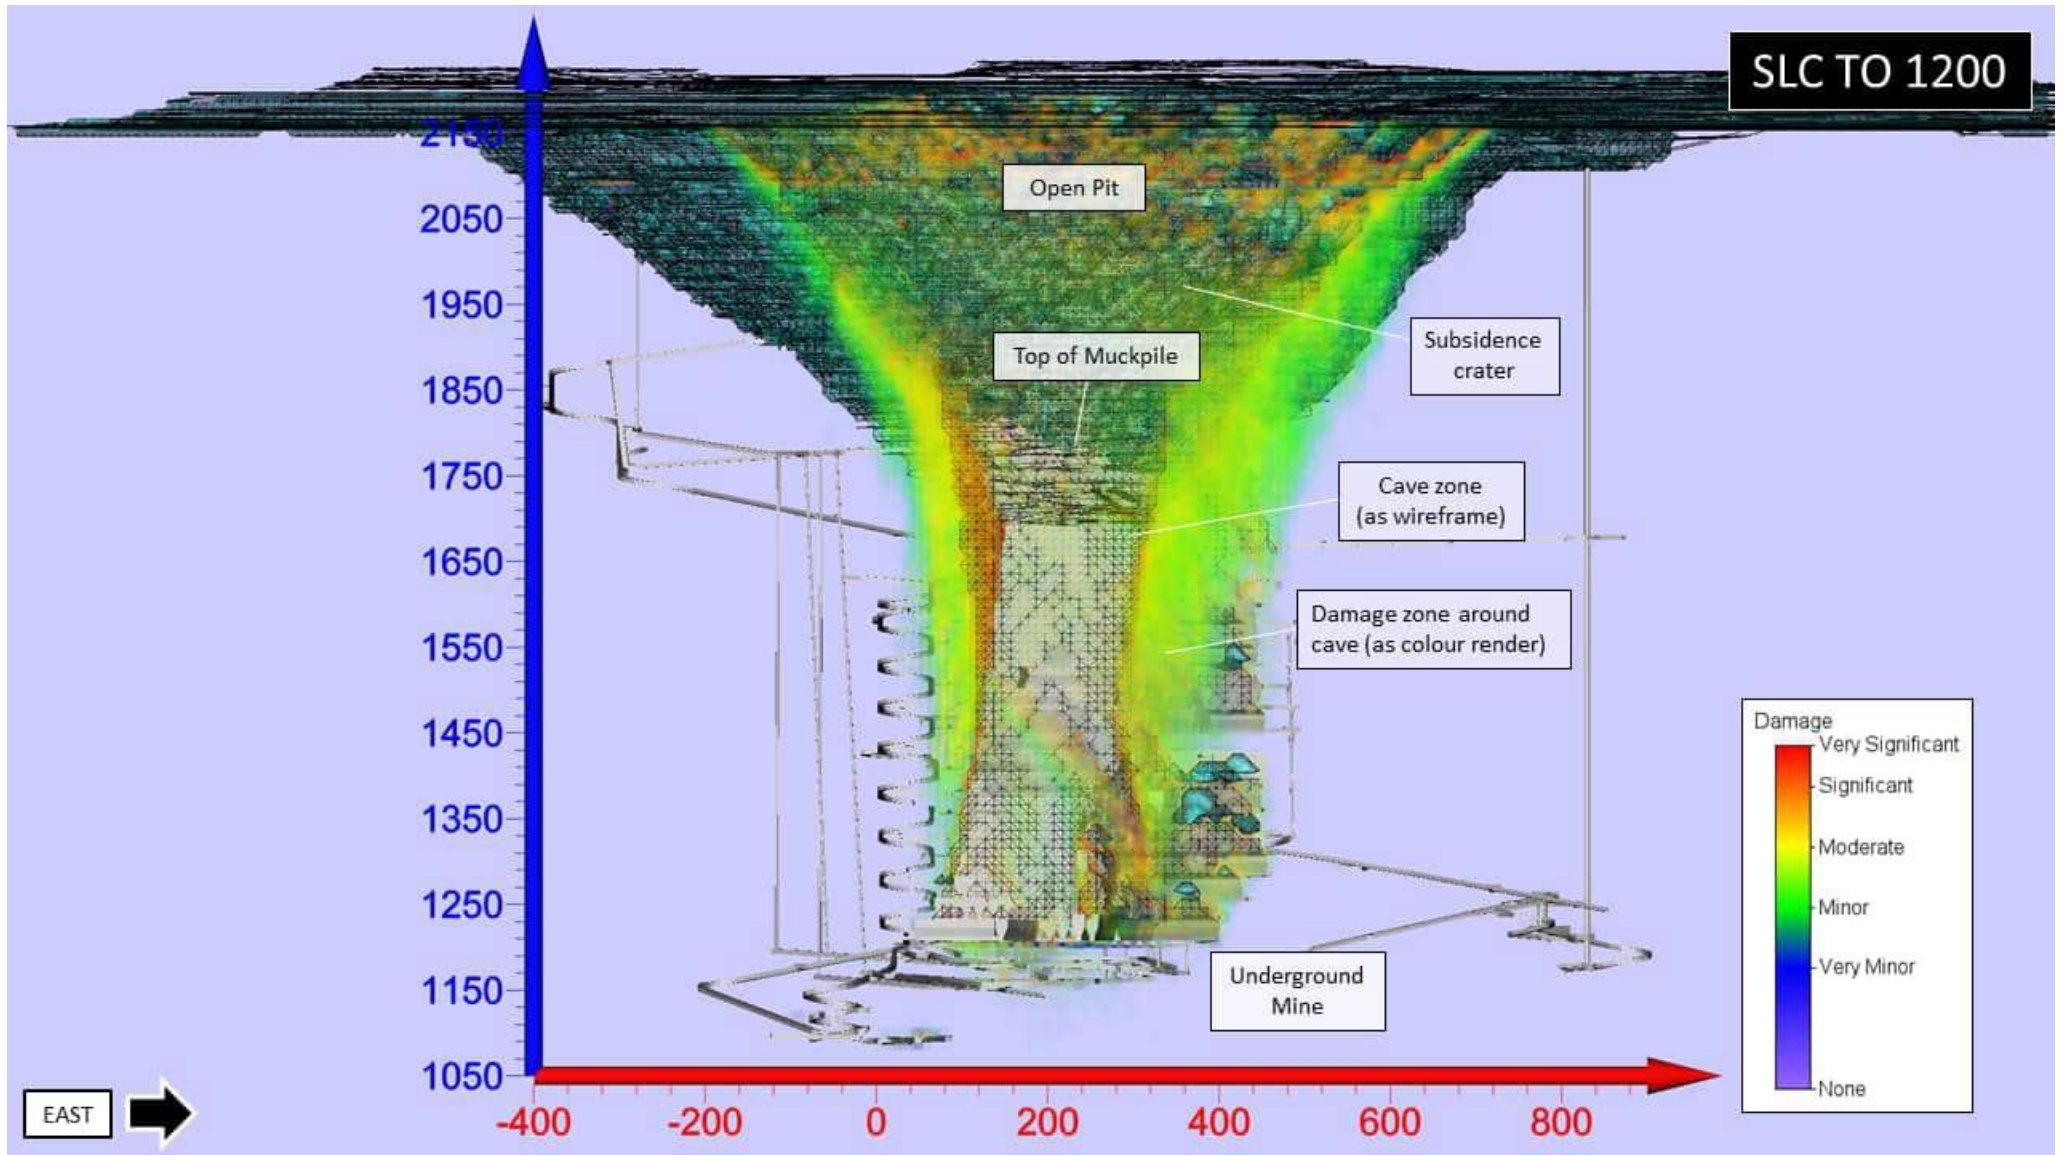 SLC TO 1200
2150
Open Pit
2050
1950
Subsidence
crater
Top of Muckpile
1850
1750
Cave zone
(as wireframe)
1650
Damage zone around
cave (as colour render)
1550
1450
Damage
Very Significant
Significant
Moderate
Minor
Very Minor
None
1350
1250
Underground
Mine
1150
1050
EAST
-400
-200
0
200
400
600
800